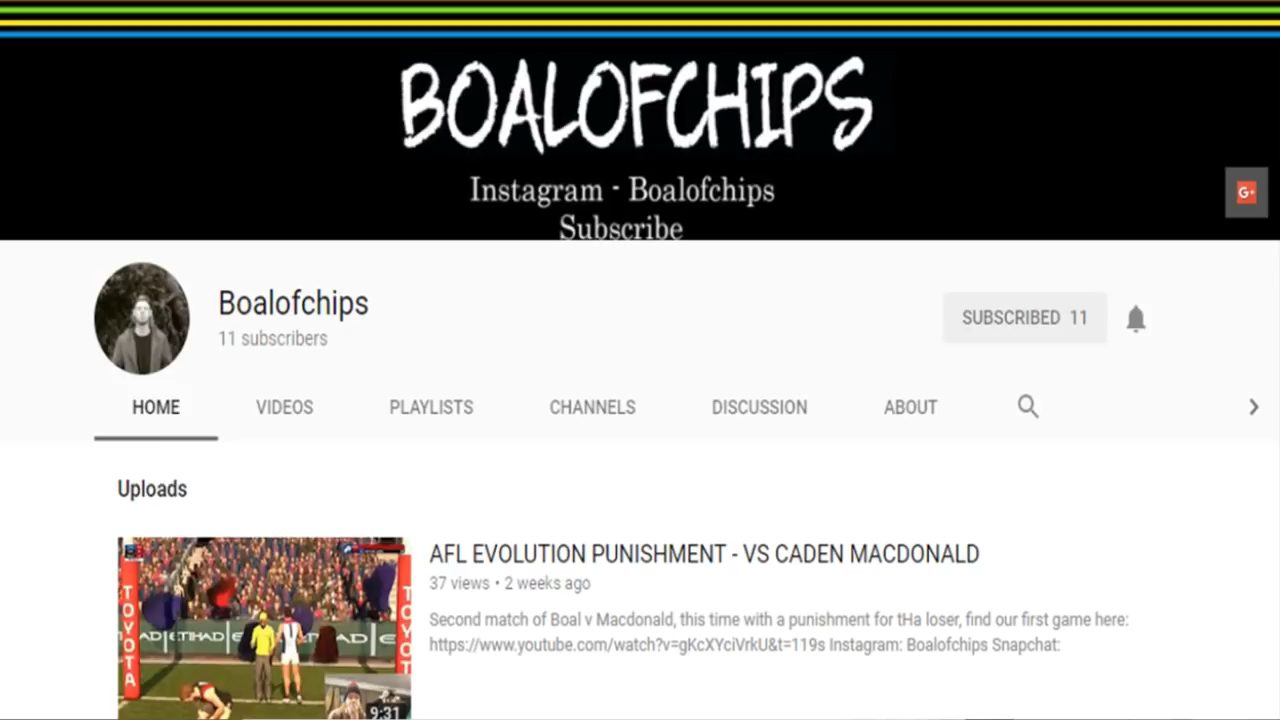 BOALOFCHIPS
Instagram - Boalofchips
Subscribe
G+
Boalofchips
11 subscribers
SUBSCRIBED 11
HOME VIDEOS PLAYLISTS CHANNELS DISCUSSION ABOUT
Uploads
AFL EVOLUTION PUNISHMENT - VS CADEN MACDONALD
37 views • 2 weeks ago
Second match of Boal v Macdonald, this time with a punishment for tHa loser, find our first game here:
https://www.youtube.com/watch?v=gKcXYciVrkU&t=119s Instagram: Boalofchips Snapchat:
TOYOTA
TOYOT
ETIHAD
9:31